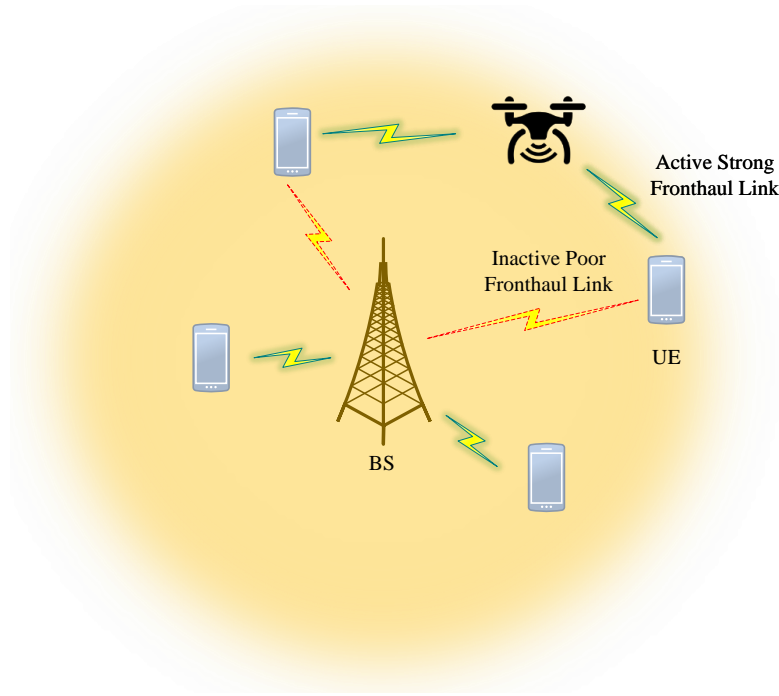 Active Strong
Fronthaul Link
Inactive Poor
Fronthaul Link
UE
BS